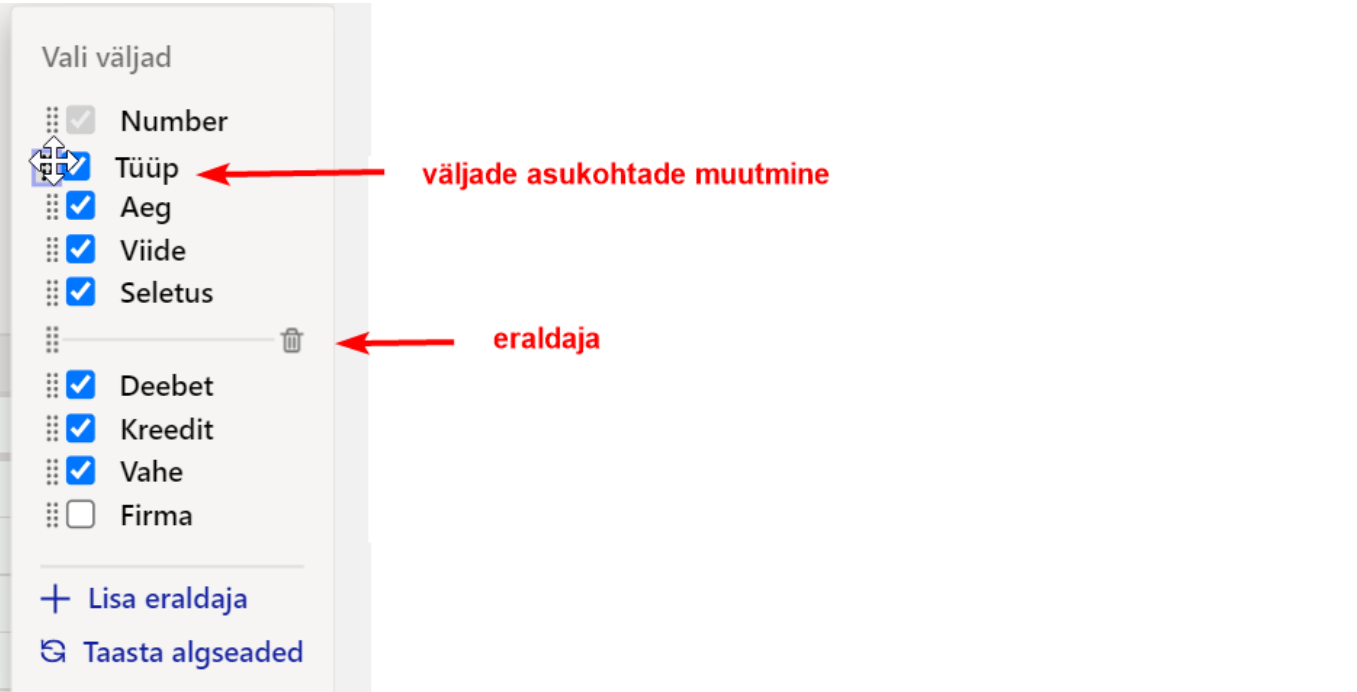 Vali väljad
Number
Tüüp
väljade asukohtade muutmine
Aeg
Viide
Seletus
eraldaja
Deebet
Kreedit
Vahe
Firma
Lisa eraldaja
Taasta algseaded